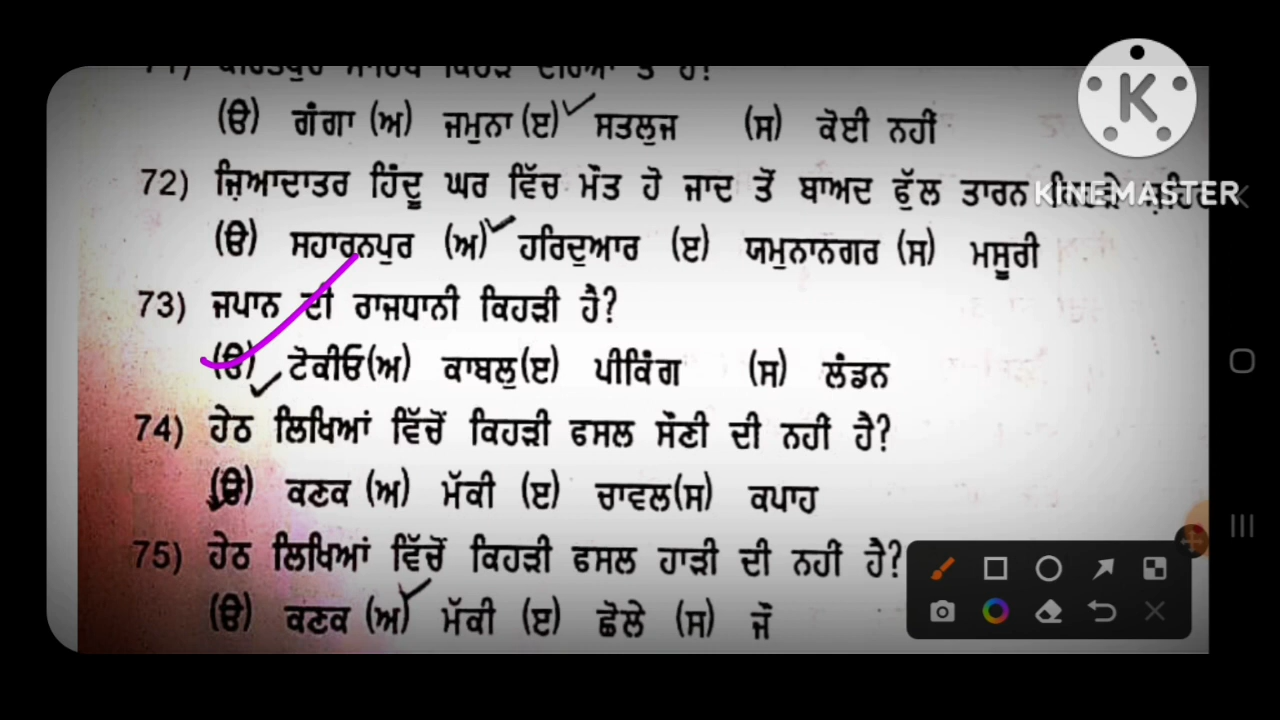 (ੳ) ਗੰਗਾ (ਅ) ਜਮੁਨਾ (ੲ) ਸਤਲੁਜ (ਸ) ਕੋਈ ਨਹੀਂ
72) ਜ਼ਿਆਦਾਤਰ ਹਿੰਦੂ ਘਰ ਵਿੱਚ ਮੌਤ ਹੋ ਜਾਦ ਤੋਂ ਬਾਅਦ ਫੁੱਲ ਤਾਰਨ
KINEMASTER
(ੳ) ਸਹਾਰਨਪੁਰ (ਅ) ਹਰਿਦੁਆਰ (ੲ) ਯਮੁਨਾਨਗਰ (ਸ) ਮਸੂਰੀ
73) ਜਪਾਨ ਦੀ ਰਾਜਧਾਨੀ ਕਿਹੜੀ ਹੈ?
(ੳ) ਟੋਕੀਓ (ਅ) ਕਾਬਲੁ (ੲ) ਪੀਕਿੰਗ (ਸ) ਲੰਡਨ
74) ਹੇਠ ਲਿਖਿਆਂ ਵਿੱਚੋਂ ਕਿਹੜੀ ਫਸਲ ਸੌਣੀ ਦੀ ਨਹੀਂ ਹੈ?
(ੳ) ਕਣਕ (ਅ) ਮੱਕੀ (ੲ) ਚਾਵਲ (ਸ) ਕਪਾਹ
75) ਹੇਠ ਲਿਖਿਆਂ ਵਿੱਚੋਂ ਕਿਹੜੀ ਫਸਲ ਹਾੜੀ ਦੀ ਨਹੀਂ ਹੈ?
(ੳ) ਕਣਕ (ਅ) ਮੱਕੀ (ੲ) ਛੋਲੇ (ਸ) ਜੌਂ